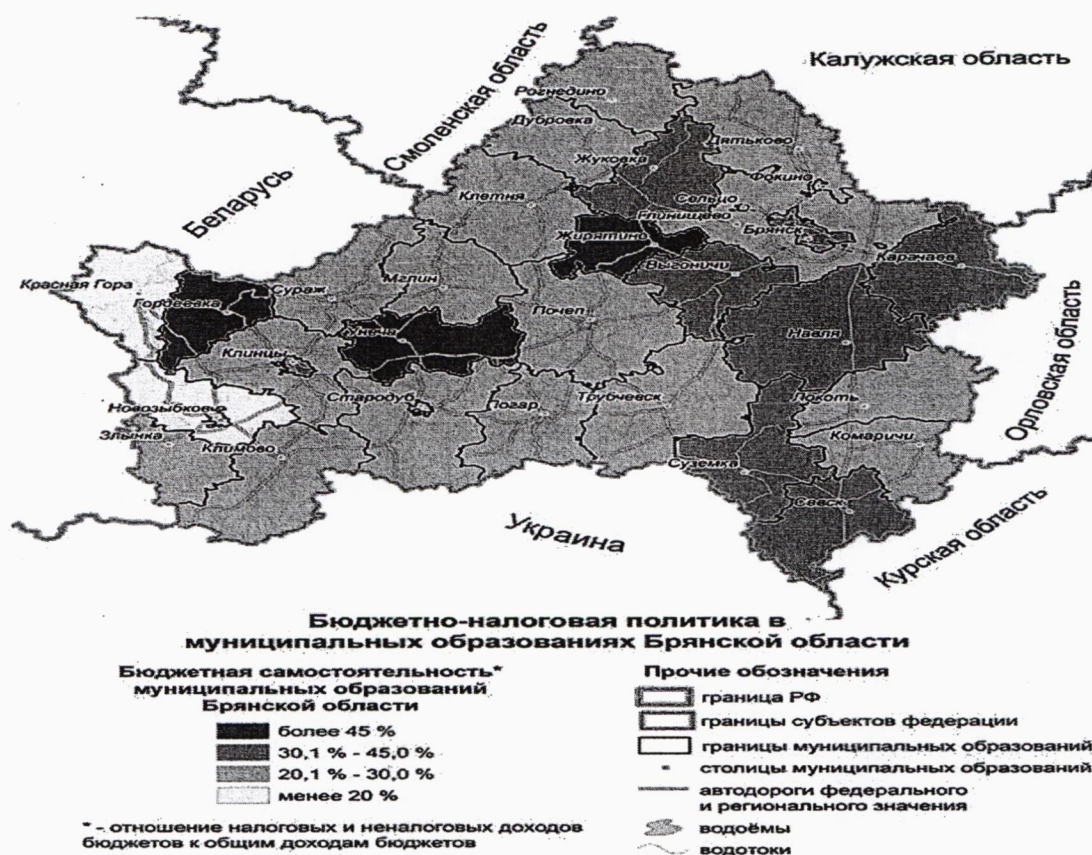 Калужская область
Смоленская область
Беларусь
Рогнедино
Дубровка
Дятьково
Жуковка
Фокино
Клетня
Сельцо
Глинищево
Брянск
Жирятино
Выгоничи
Карачаев
Красная Гора
Гордеевка
Сураж
Мглин
Почеп
Навля
Унеча
Клинцы
Орловская область
Новозыбков
Стародуб
Погар
Трубчевск
Локоть
Злынка
Климово
Комаричи
Суземка
Севск
Украина
Курская область
Бюджетно-налоговая политика в
муниципальных образованиях Брянской области
Бюджетная самостоятельность*
муниципальных образований
Брянской области
более 45 %
30,1 % - 45,0 %
20,1 % - 30,0 %
менее 20 %
* - отношение налоговых и неналоговых доходов
бюджетов к общим доходам бюджетов
Прочие обозначения
граница РФ
границы субъектов федерации
границы муниципальных образований
столицы муниципальных образований
автодороги федерального
и регионального значения
водоёмы
водотоки